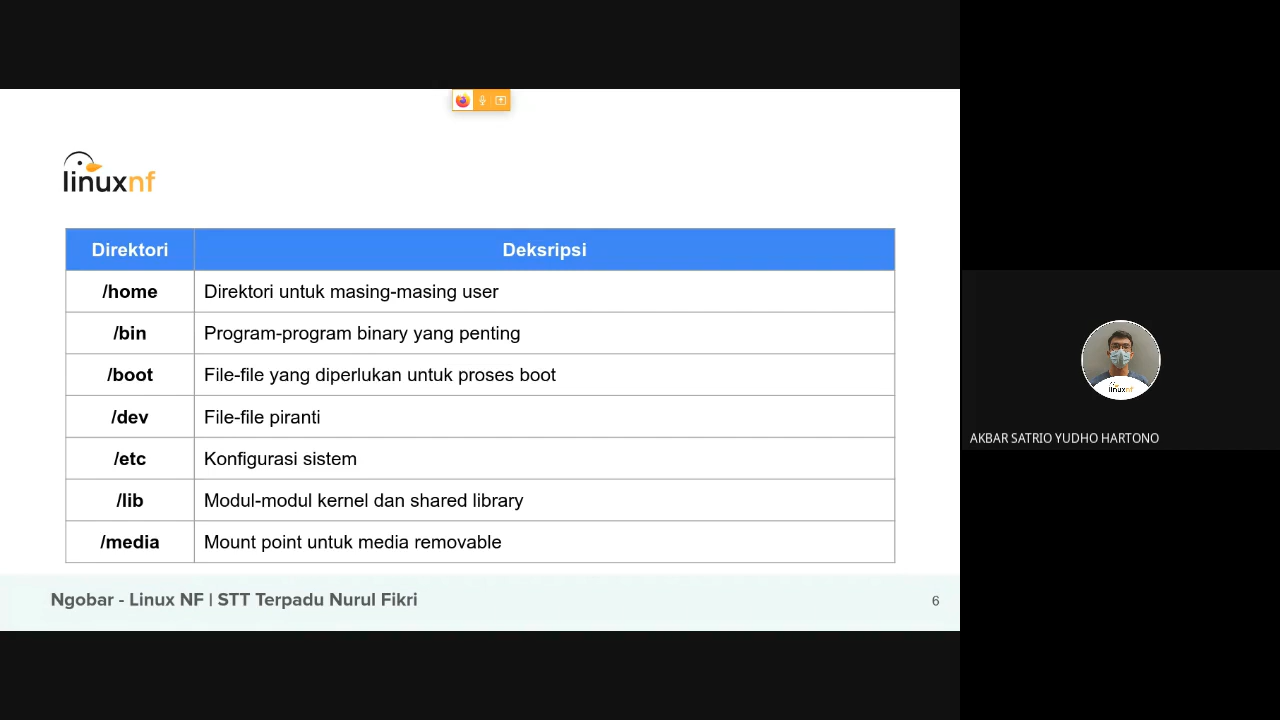 linuxnf
Direktori Deksripsi
/home Direktori untuk masing-masing user
/bin Program-program binary yang penting
/boot File-file yang diperlukan untuk proses boot
/dev File-file piranti
/etc Konfigurasi sistem
/lib Modul-modul kernel dan shared library
/media Mount point untuk media removable
Ngobar - Linux NF | STT Terpadu Nurul Fikri 6
linuxnf
AKBAR SATRIO YUDHO HARTONO